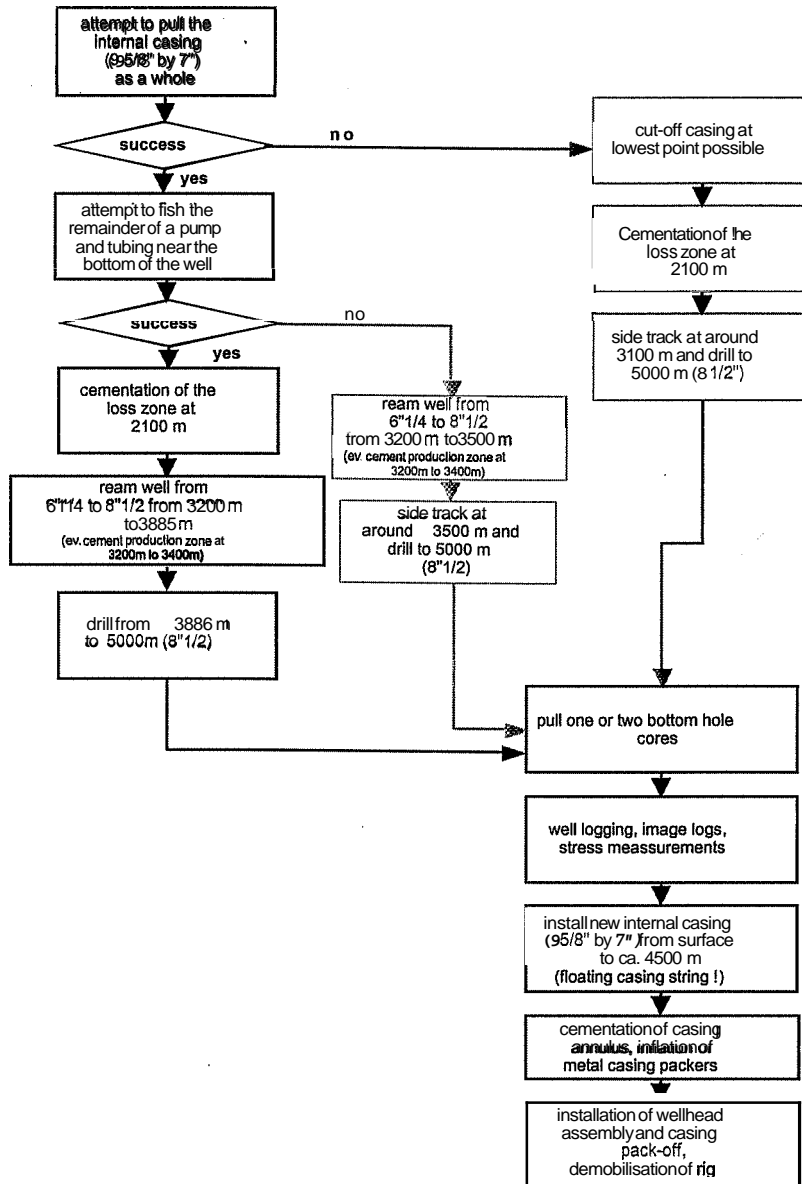 attempt to pull the
internal casing
(9 5/8" by 7")
as a whole
success
no
yes
attempt to fish the
remainder of a pump
and tubing near the
bottom of the well
success
no
yes
cementation of the
loss zone at
2100 m
ream well from
6"1/4 to 8"1/2 from 3200 m
to3885 m
(ev. cement production zone at
3200m to 3400m)
drill from 3886 m
to 5000m (8"1/2)
ream well from
6"1/4 to 8"1/2
from 3200 m to3500 m
(ev. cement production zone at
3200m to 3400m)
side track at
around 3500 m and
drill to 5000 m
(8"1/2)
cut-off casing at
lowest point possible
Cementation of the
loss zone at
2100 m
side track at around
3100 m and drill to
5000 m (8 1/2")
pull one or two bottom hole
cores
well logging, image logs,
stress meassurements
install new internal casing
(95/8" by 7") from surface
to ca. 4500 m
(floating casing string !)
cementation of casing
annulus, inflation of
metal casing packers
installation of wellhead
assembly and casing
pack-off,
demobilisation of rig